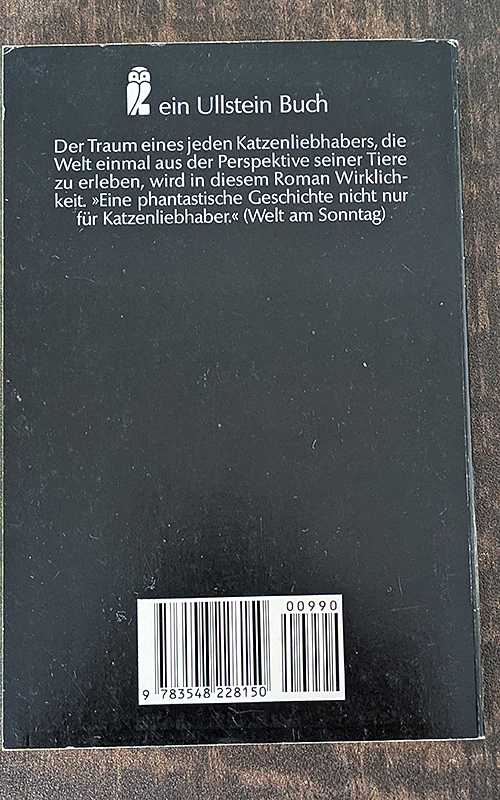 ein Ullstein Buch
Der Traum eines jeden Katzenliebhabers, die
Welt einmal aus der Perspektive seiner Tiere
zu erleben, wird in diesem Roman Wirklich-
keit. »Eine phantastische Geschichte nicht nur
für Katzenliebhaber.« (Welt am Sonntag)
00990
9 783548 228150